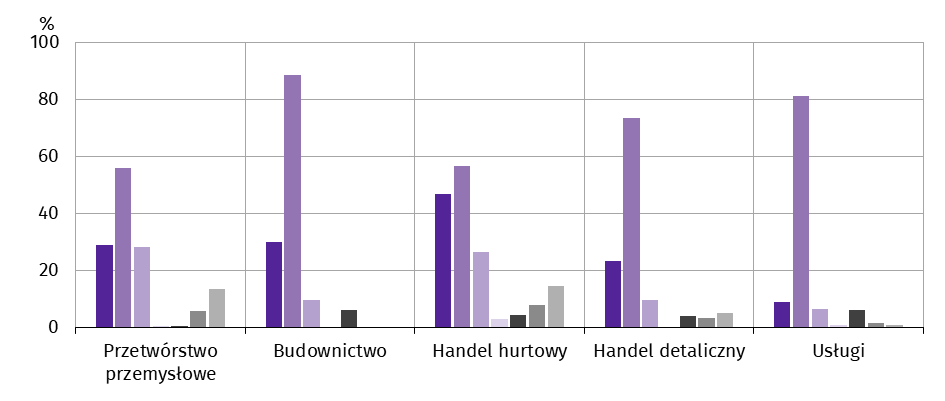 %
100
80
60
40
20
0
Przetwórstwo
przemysłowe
Budownictwo
Handel hurtowy
Handel detaliczny
Usługi